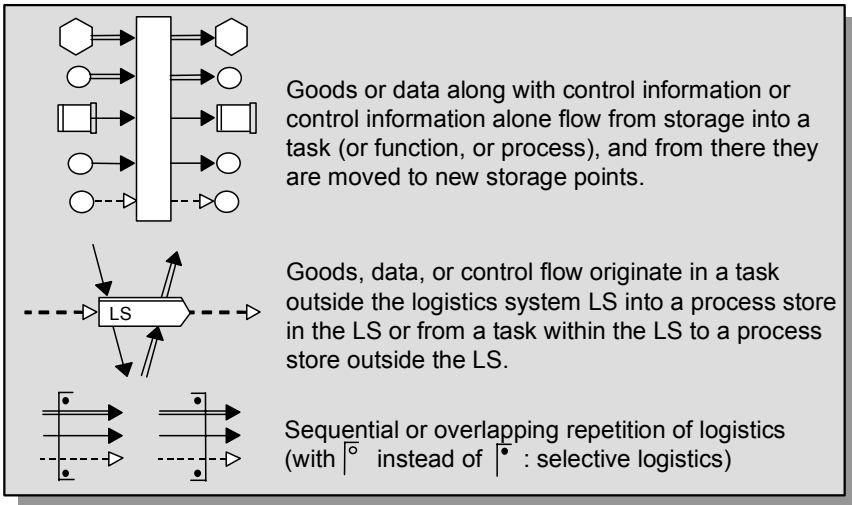 Goods or data along with control information or
control information alone flow from storage into a
task (or function, or process), and from there they
are moved to new storage points.
LS
Goods, data, or control flow originate in a task
outside the logistics system LS into a process store
in the LS or from a task within the LS to a process
store outside the LS.
Sequential or overlapping repetition of logistics
(with instead of : selective logistics)